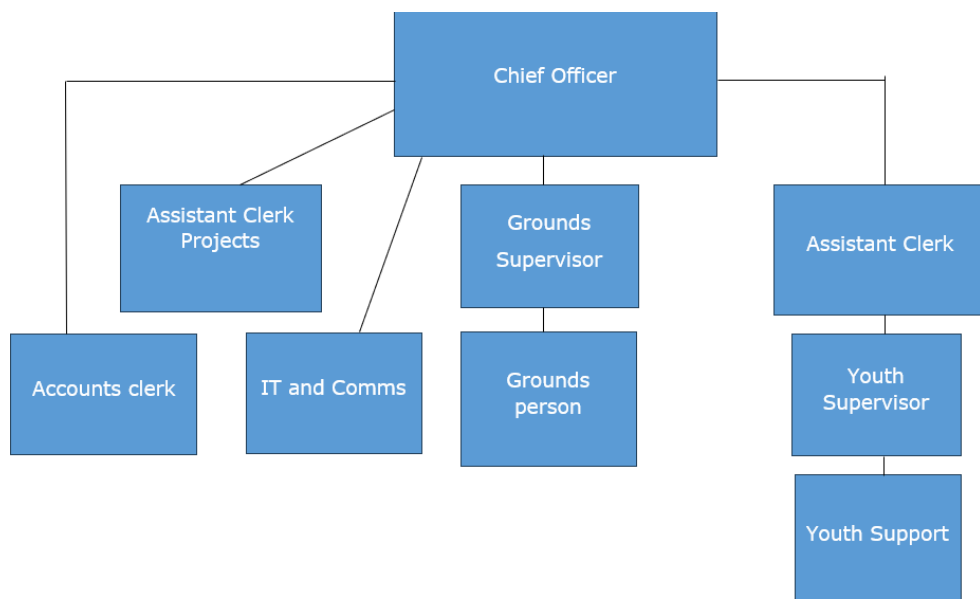 Chief Officer
Assistant Clerk
Projects
Grounds
Supervisor
Assistant Clerk
Accounts clerk
IT and Comms
Grounds
person
Youth
Supervisor
Youth Support